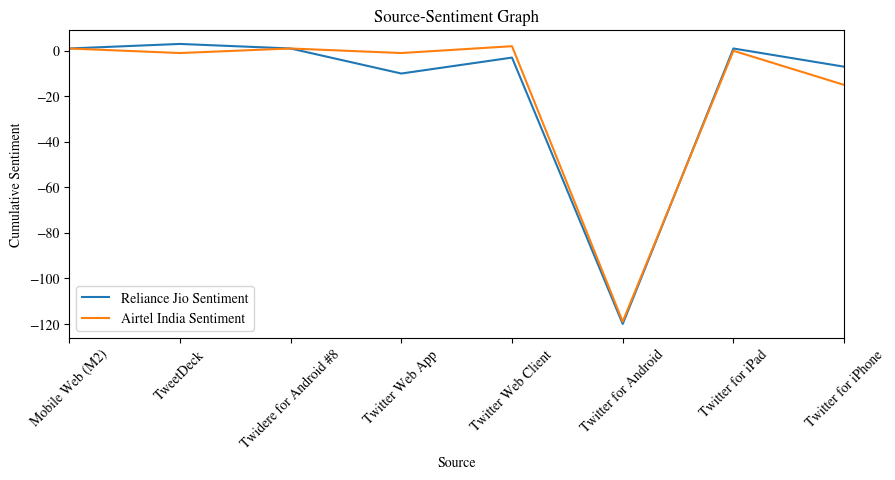 Source-Sentiment Graph
Cumulative Sentiment
0
−20
−40
−60
−80
−100
−120
Reliance Jio Sentiment
Airtel India Sentiment
Mobile Web (M2)
TweetDeck
Twidere for Android #8
Twitter Web App
Twitter Web Client
Twitter for Android
Twitter for iPad
Twitter for iPhone
Source